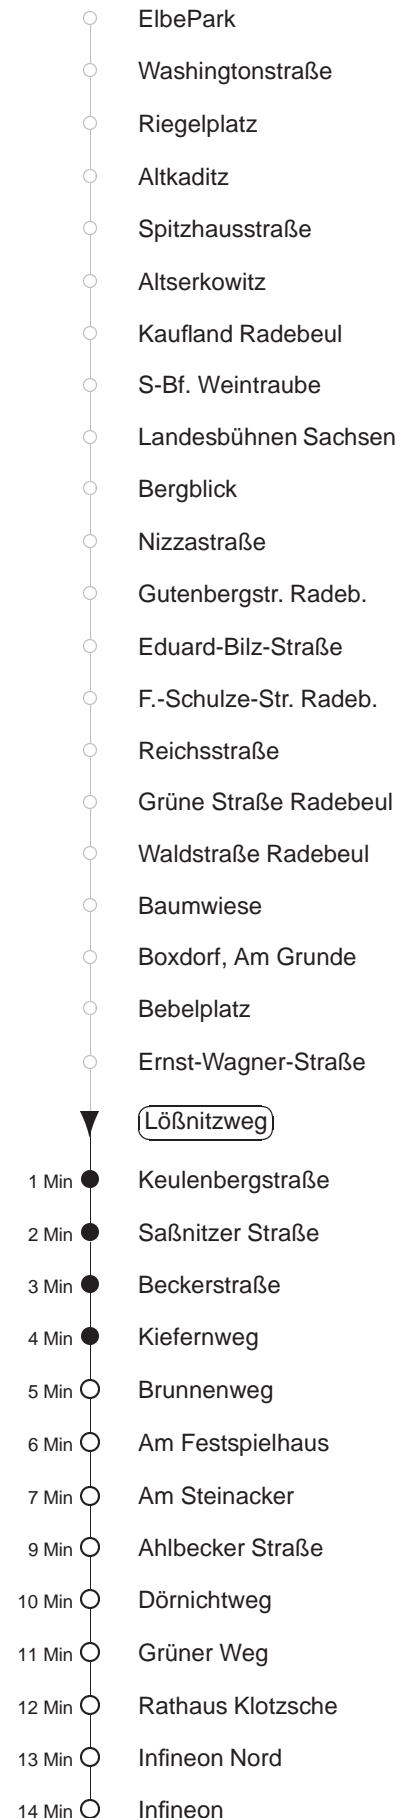 ElbePark
Washingtonstraße
Riegelplatz
Altkaditz
Spitzhausstraße
Altserkowitz
Kaufland Radebeul
S-Bf. Weintraube
Landesbühnen Sachsen
Bergblick
Nizzastraße
Gutenbergstr. Radeb.
Eduard-Bilz-Straße
F.-Schulze-Str. Radeb.
Reichsstraße
Grüne Straße Radebeul
Waldstraße Radebeul
Baumwiese
Boxdorf, Am Grunde
Bebelplatz
Ernst-Wagner-Straße
Lößnitzweg
1 Min Keulenbergstraße
2 Min Saßnitzer Straße
3 Min Beckerstraße
4 Min Kiefernweg
5 Min Brunnenweg
6 Min Am Festspielhaus
7 Min Am Steinacker
9 Min Ahlbecker Straße
10 Min Dörnichtweg
11 Min Grüner Weg
12 Min Rathaus Klotzsche
13 Min Infineon Nord
14 Min Infineon